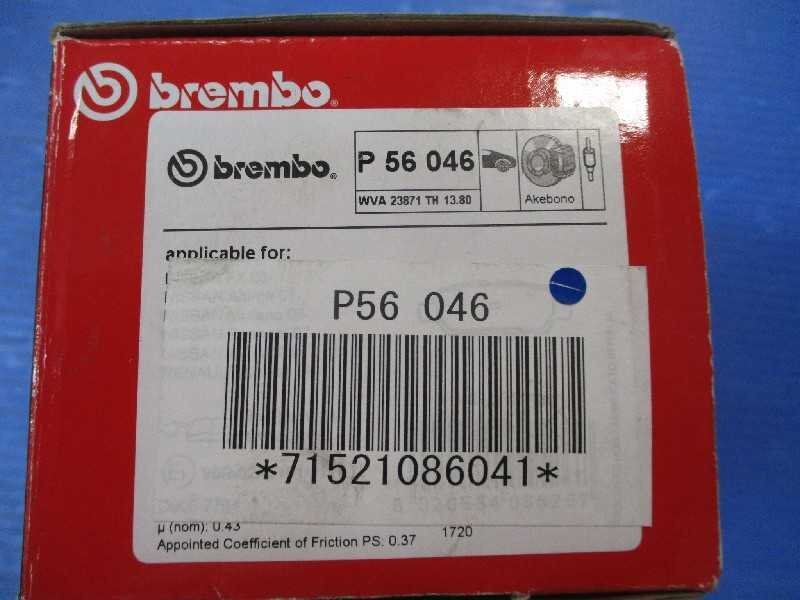 brembo
brembo
P 56 046
WVA 23871 TH 13.80
Akebono
applicable for:
P56 046
*71521086041*
µ (nom): 0.43
1720
Appointed Coefficient of Friction PS: 0.37